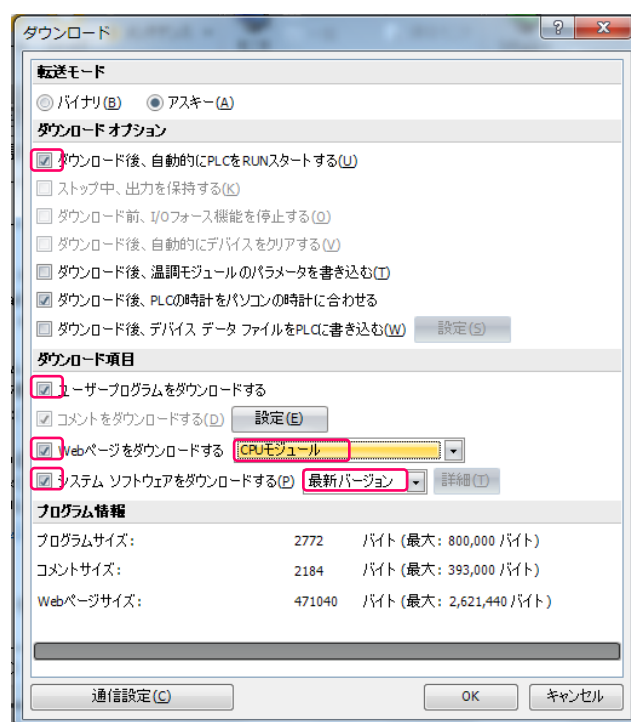 ダウンロード
転送モード
バイナリ(B) アスキー(A)
ダウンロード オプション
ダウンロード後、自動的にPLCをRUNスタートする(U)
ストップ中、出力を保持する(K)
ダウンロード前、I/Oフォース機能を停止する(O)
ダウンロード後、自動的にデバイスをクリアする(V)
ダウンロード後、温調モジュールのパラメータを書き込む(T)
ダウンロード後、PLCの時計をパソコンの時計に合わせる
ダウンロード後、デバイス データ ファイルをPLCに書き込む(W) 設定(S)
ダウンロード項目
ユーザープログラムをダウンロードする
コメントをダウンロードする(D) 設定(E)
Webページをダウンロードする CPUモジュール
システム ソフトウェアをダウンロードする(P) 最新バージョン 詳細(I)
プログラム情報
プログラムサイズ: 2772 バイト (最大: 800,000 バイト)
コメントサイズ: 2184 バイト (最大: 393,000 バイト)
Webページサイズ: 471040 バイト (最大: 2,621,440 バイト)
通信設定(C) OK キャンセル